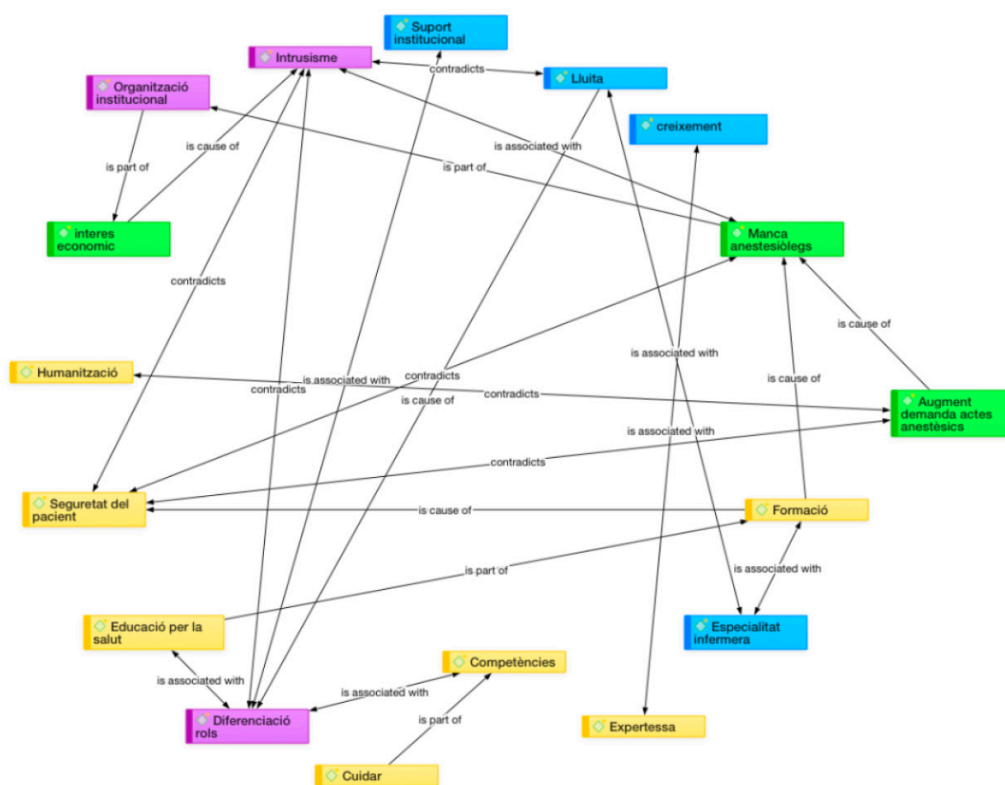 Suport
institucional
Intrusisme
contradicts
Lluita
Organització
institucional
creixement
is cause of
is associated with
is part of
is part of
interes
economic
Manca
anestesiòlegs
contradicts
is cause of
Humanització
is associated with
contradicts
contradicts
is cause of
contradicts
is associated with
is cause of
is associated with
Augment
demanda actes
anestèsics
contradicts
Seguretat del
pacient
is cause of
Formació
is part of
is associated with
Educació per la
salut
Especialitat
infermera
Competències
is associated with
is associated with
Diferenciació
rols
is part of
Expertessa
Cuidar